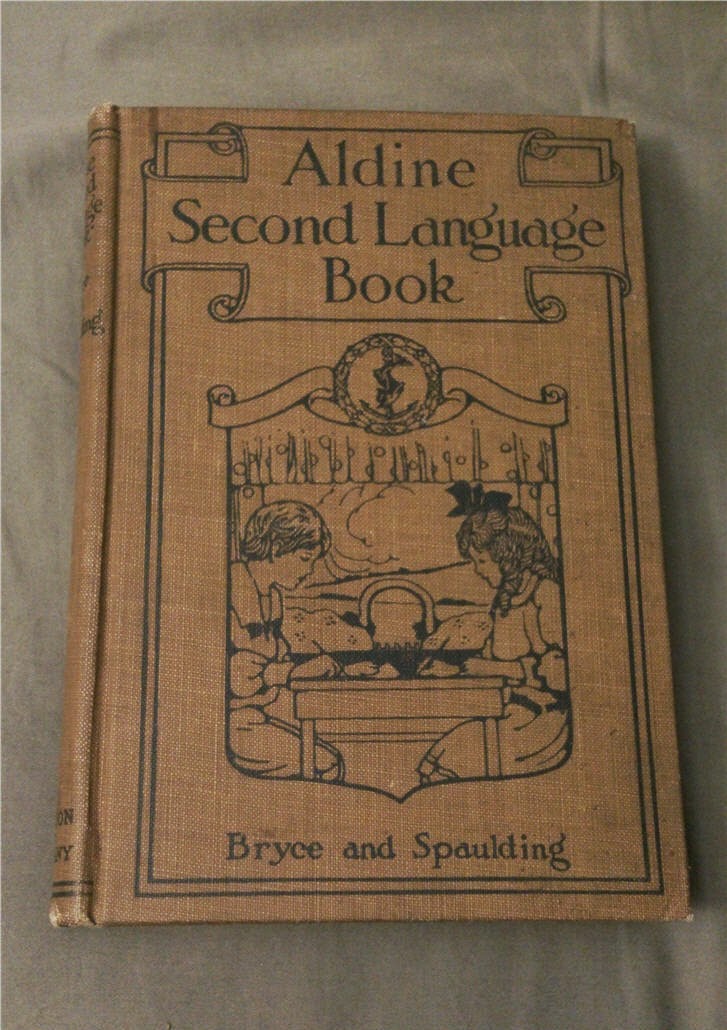 Aldine
Second Language
Book
Bryce and Spaulding